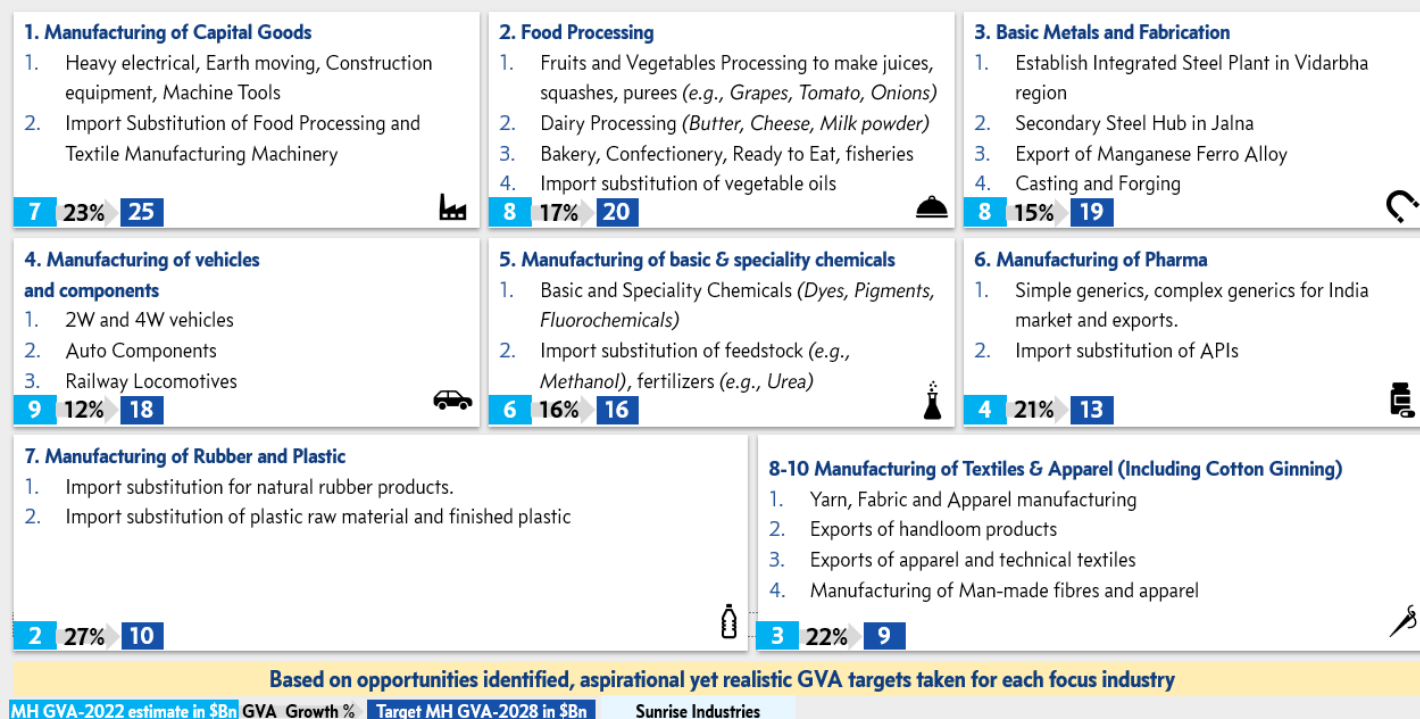 1. Manufacturing of Capital Goods
1. Heavy electrical, Earth moving, Construction
equipment, Machine Tools
2. Import Substitution of Food Processing and
Textile Manufacturing Machinery
7 23% 25
2. Food Processing
1. Fruits and Vegetables Processing to make juices,
squashes, purees (e.g., Grapes, Tomato, Onions)
2. Dairy Processing (Butter, Cheese, Milk powder)
3. Bakery, Confectionery, Ready to Eat, fisheries
4. Import substitution of vegetable oils
8 17% 20
3. Basic Metals and Fabrication
1. Establish Integrated Steel Plant in Vidarbha
region
2. Secondary Steel Hub in Jalna
3. Export of Manganese Ferro Alloy
4. Casting and Forging
8 15% 19
4. Manufacturing of vehicles
and components
1. 2W and 4W vehicles
2. Auto Components
3. Railway Locomotives
9 12% 18
5. Manufacturing of basic & speciality chemicals
1. Basic and Speciality Chemicals (Dyes, Pigments,
Fluorochemicals)
2. Import substitution of feedstock (e.g.,
Methanol), fertilizers (e.g., Urea)
6 16% 16
6. Manufacturing of Pharma
1. Simple generics, complex generics for India
market and exports.
2. Import substitution of APIs
4 21% 13
7. Manufacturing of Rubber and Plastic
1. Import substitution for natural rubber products.
2. Import substitution of plastic raw material and finished plastic
2 27% 10
8-10 Manufacturing of Textiles & Apparel (Including Cotton Ginning)
1. Yarn, Fabric and Apparel manufacturing
2. Exports of handloom products
3. Exports of apparel and technical textiles
4. Manufacturing of Man-made fibres and apparel
3 22% 9
Based on opportunities identified, aspirational yet realistic GVA targets taken for each focus industry
MH GVA-2022 estimate in $Bn GVA Growth % Target MH GVA-2028 in $Bn Sunrise Industries